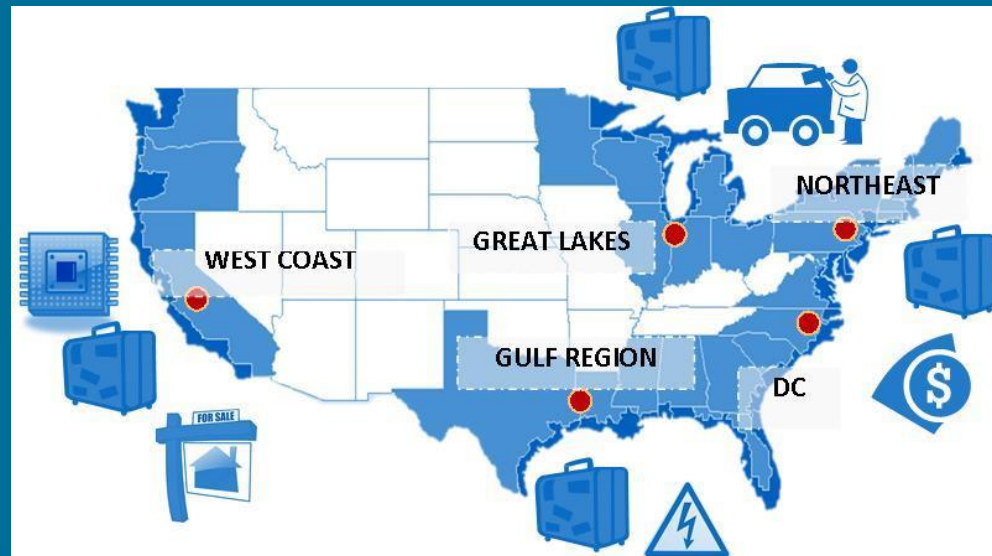 NORTHEAST
GREAT LAKES
WEST COAST
GULF REGION
DC
$
FOR SALE